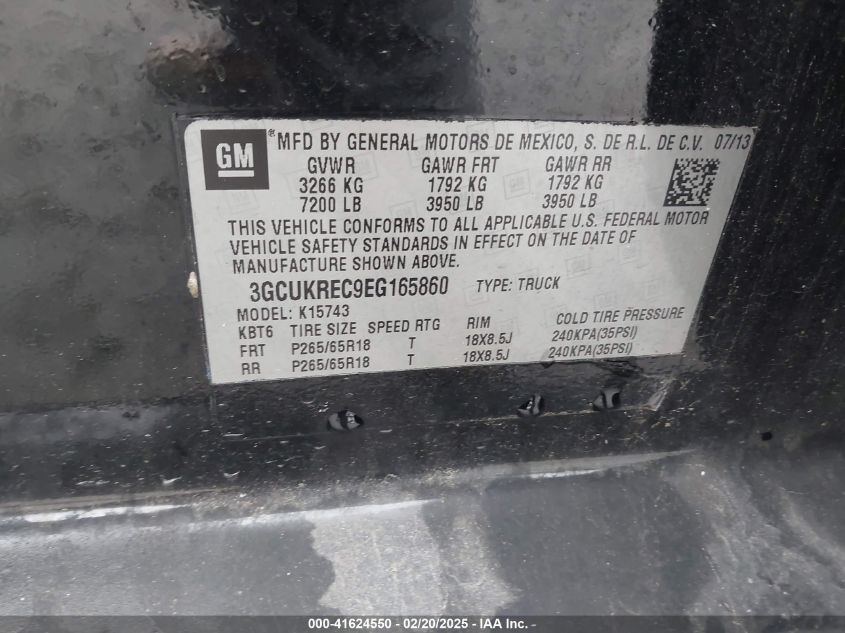 GM ® MFD BY GENERAL MOTORS DE MEXICO, S. DE R.L. DE C.V. 07/13
GVWR GAWR FRT GAWR RR
3266 KG 1792 KG 1792 KG
7200 LB 3950 LB 3950 LB
THIS VEHICLE CONFORMS TO ALL APPLICABLE U.S. FEDERAL MOTOR
VEHICLE SAFETY STANDARDS IN EFFECT ON THE DATE OF
MANUFACTURE SHOWN ABOVE.
3GCUKREC9EG165860 TYPE: TRUCK
MODEL: K15743
KBT6 TIRE SIZE SPEED RTG RIM COLD TIRE PRESSURE
FRT P265/65R18 T 18X8.5J 240KPA(35PSI)
RR P265/65R18 T 18X8.5J 240KPA(35PSI)
000-41624550 - 02/20/2025 - IAAI.com